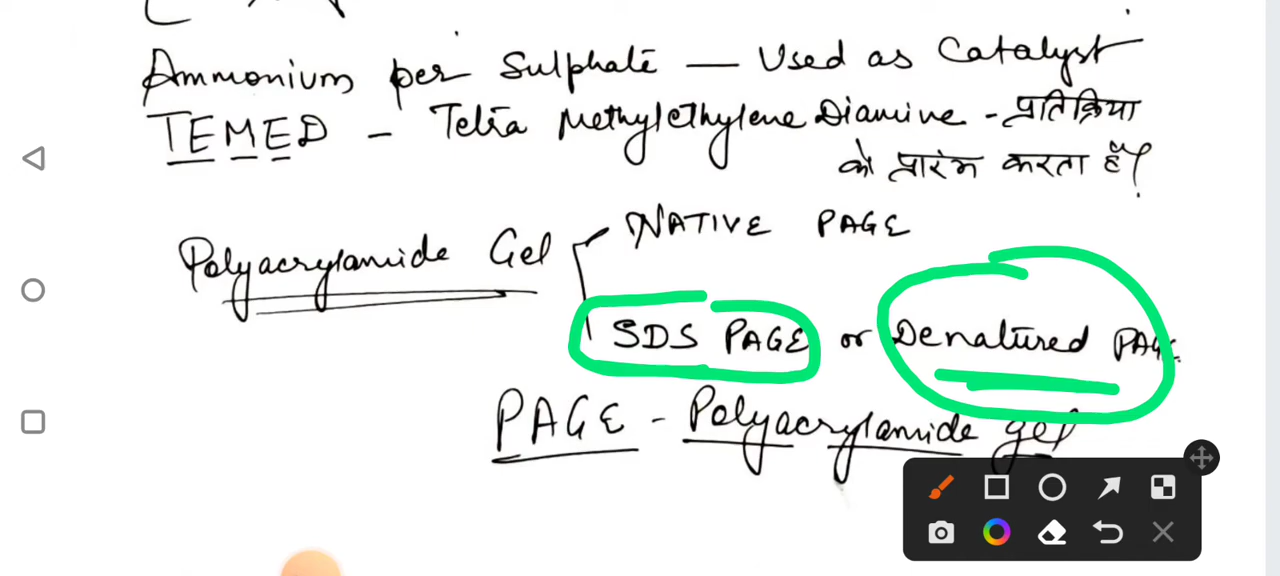 Ammonium per Sulphate — Used as Catalyst
TEMED - Tetra Methylethylene Diamine - प्रतिक्रिया
को प्रारंभ करता है।
Polyacrylamide Gel
NATIVE PAGE
SDS PAGE or Denatured PAGE
PAGE - Polyacrylamide gel